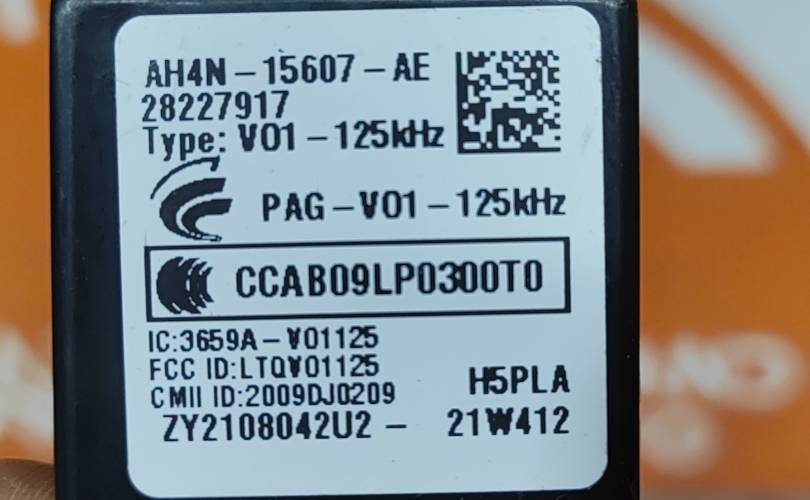 AH4N-15607-AE
28227917
Type: V01-125kHz
PAG-V01-125kHz
CCAB09LP0300T0
IC:3659A-V01125
FCC ID:LTQV01125
CMII ID:2009DJ0209
H5PLA
ZY2108042U2- 21W412